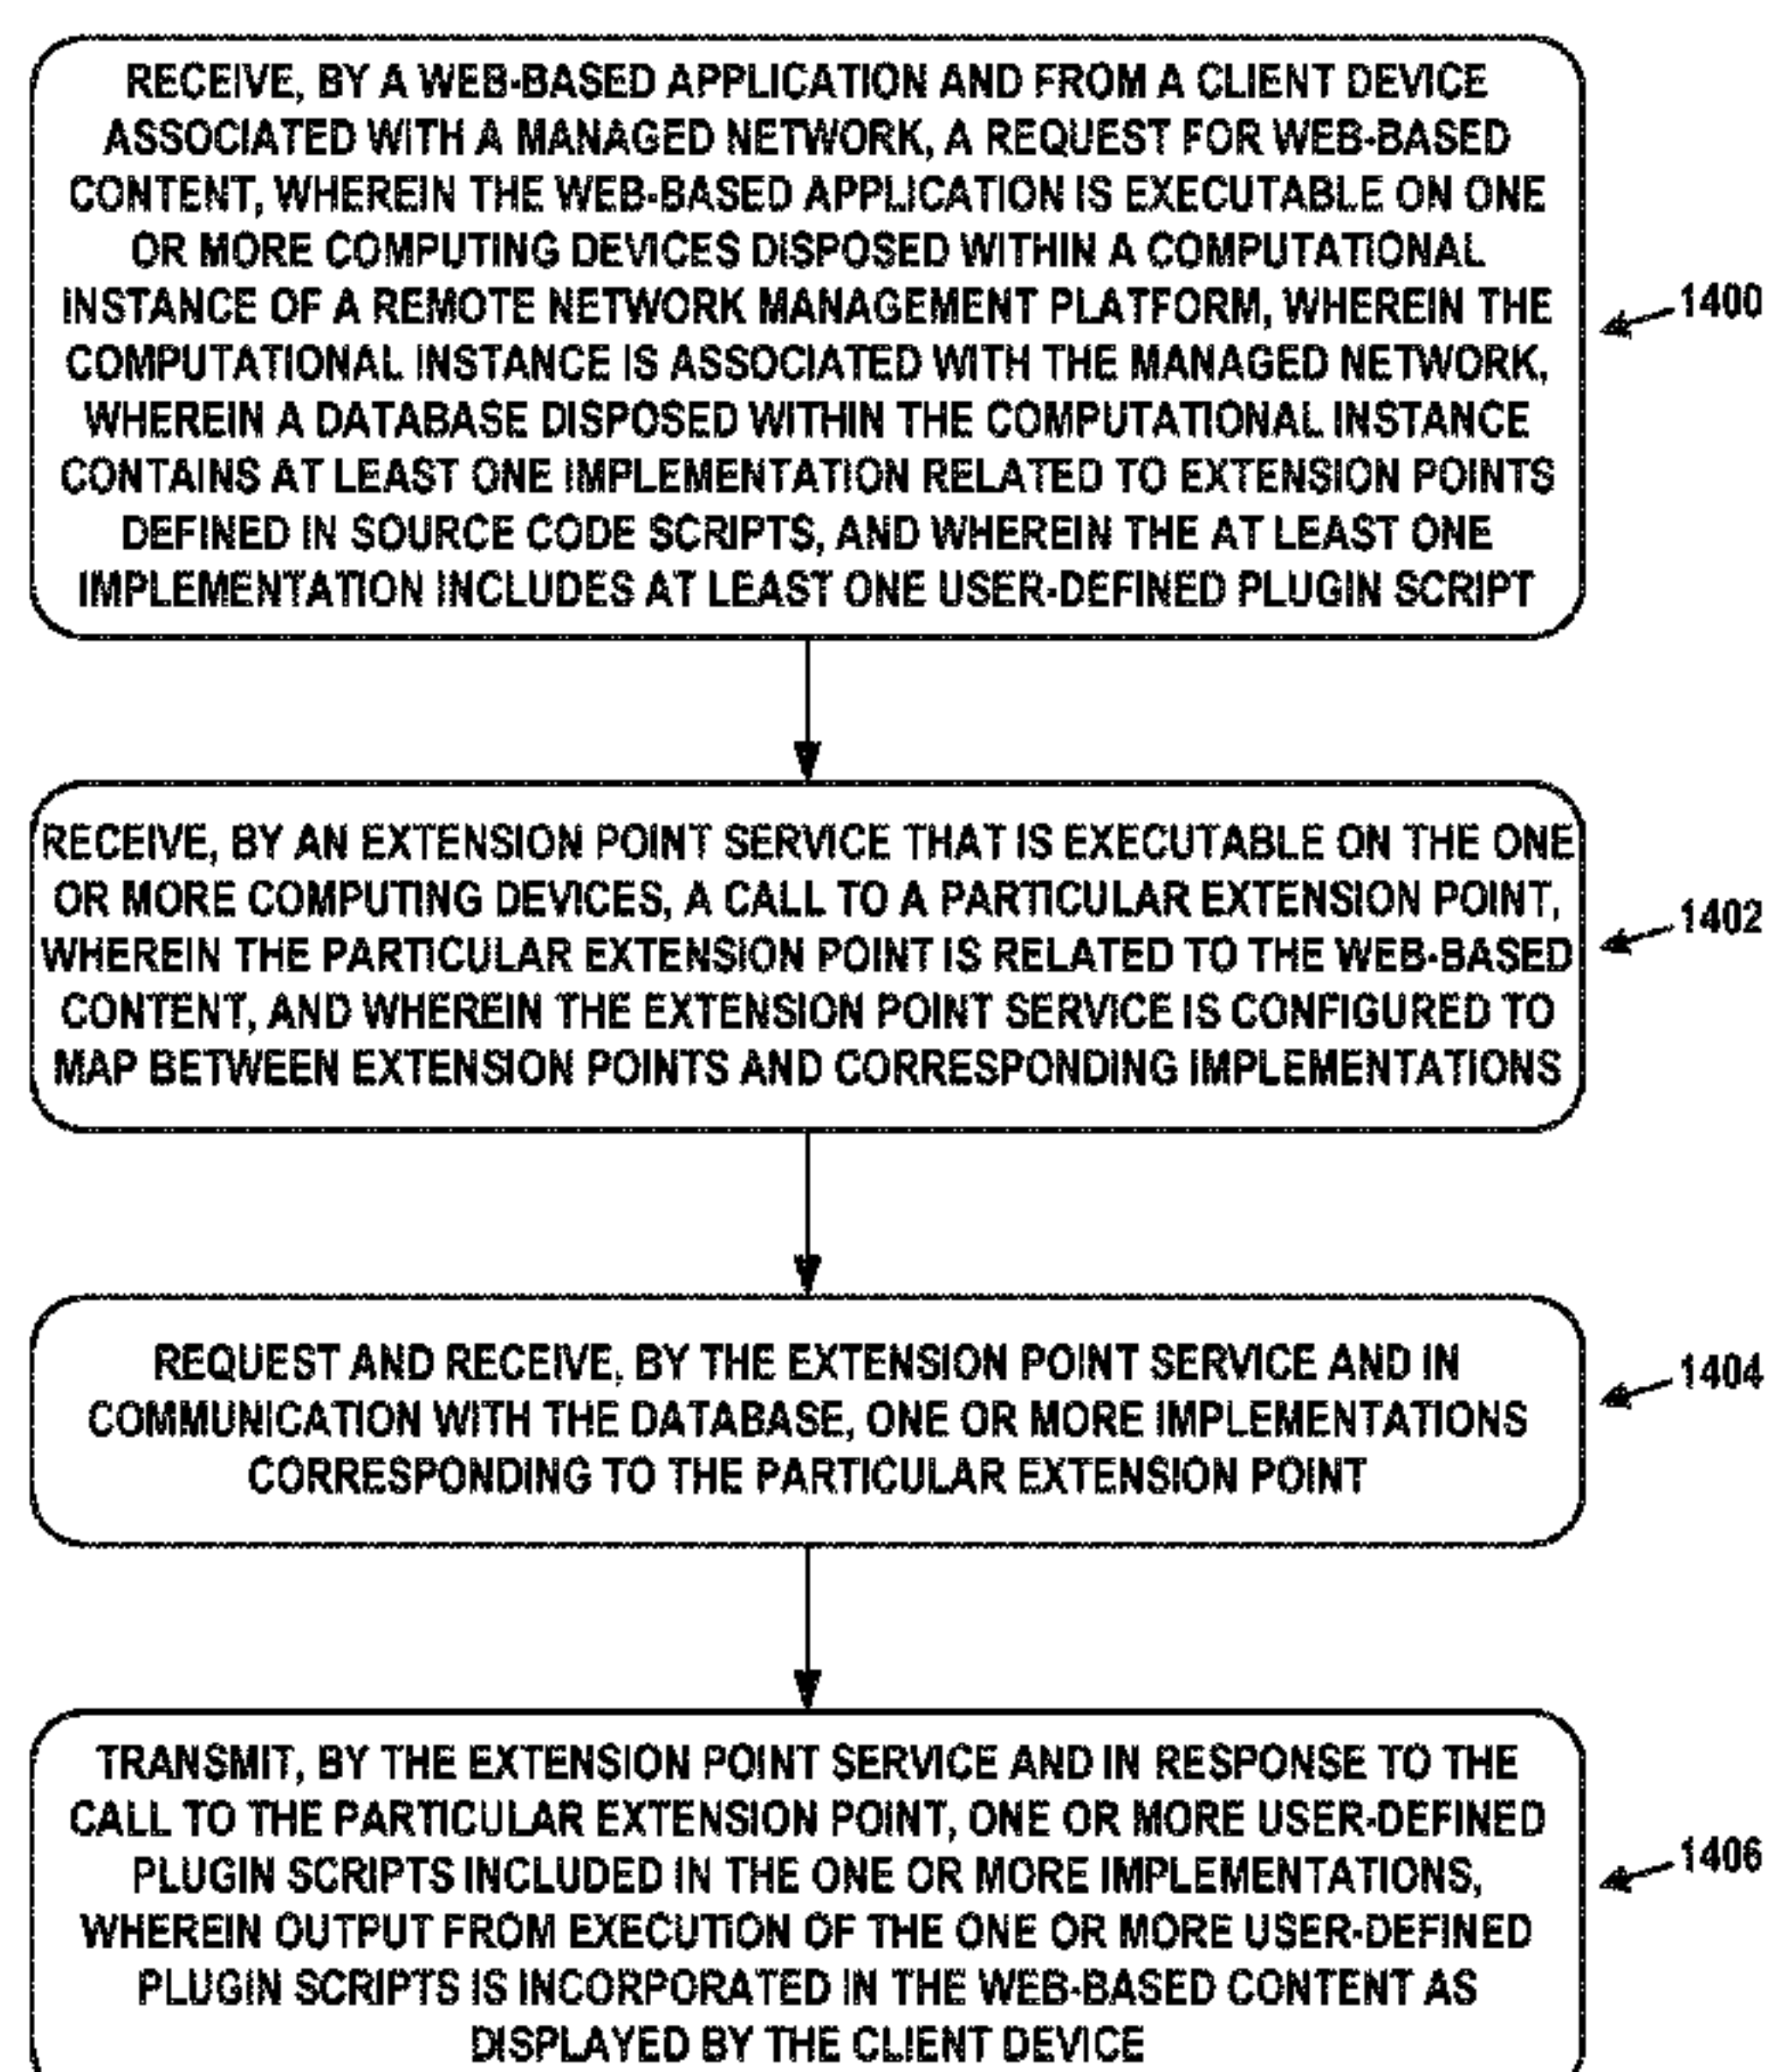 RECEIVE, BY A WEB-BASED APPLICATION AND FROM A CLIENT DEVICE
ASSOCIATED WITH A MANAGED NETWORK, A REQUEST FOR WEB-BASED
CONTENT, WHEREIN THE WEB-BASED APPLICATION IS EXECUTABLE ON ONE
OR MORE COMPUTING DEVICES DISPOSED WITHIN A COMPUTATIONAL
INSTANCE OF A REMOTE NETWORK MANAGEMENT PLATFORM, WHEREIN THE
COMPUTATIONAL INSTANCE IS ASSOCIATED WITH THE MANAGED NETWORK,
WHEREIN A DATABASE DISPOSED WITHIN THE COMPUTATIONAL INSTANCE
CONTAINS AT LEAST ONE IMPLEMENTATION RELATED TO EXTENSION POINTS
DEFINED IN SOURCE CODE SCRIPTS, AND WHEREIN THE AT LEAST ONE
IMPLEMENTATION INCLUDES AT LEAST ONE USER-DEFINED PLUGIN SCRIPT
1400
RECEIVE, BY AN EXTENSION POINT SERVICE THAT IS EXECUTABLE ON THE ONE
OR MORE COMPUTING DEVICES, A CALL TO A PARTICULAR EXTENSION POINT,
WHEREIN THE PARTICULAR EXTENSION POINT IS RELATED TO THE WEB-BASED
CONTENT, AND WHEREIN THE EXTENSION POINT SERVICE IS CONFIGURED TO
MAP BETWEEN EXTENSION POINTS AND CORRESPONDING IMPLEMENTATIONS
1402
REQUEST AND RECEIVE, BY THE EXTENSION POINT SERVICE AND IN
COMMUNICATION WITH THE DATABASE, ONE OR MORE IMPLEMENTATIONS
CORRESPONDING TO THE PARTICULAR EXTENSION POINT
1404
TRANSMIT, BY THE EXTENSION POINT SERVICE AND IN RESPONSE TO THE
CALL TO THE PARTICULAR EXTENSION POINT, ONE OR MORE USER-DEFINED
PLUGIN SCRIPTS INCLUDED IN THE ONE OR MORE IMPLEMENTATIONS,
WHEREIN OUTPUT FROM EXECUTION OF THE ONE OR MORE USER-DEFINED
PLUGIN SCRIPTS IS INCORPORATED IN THE WEB-BASED CONTENT AS
DISPLAYED BY THE CLIENT DEVICE
1406